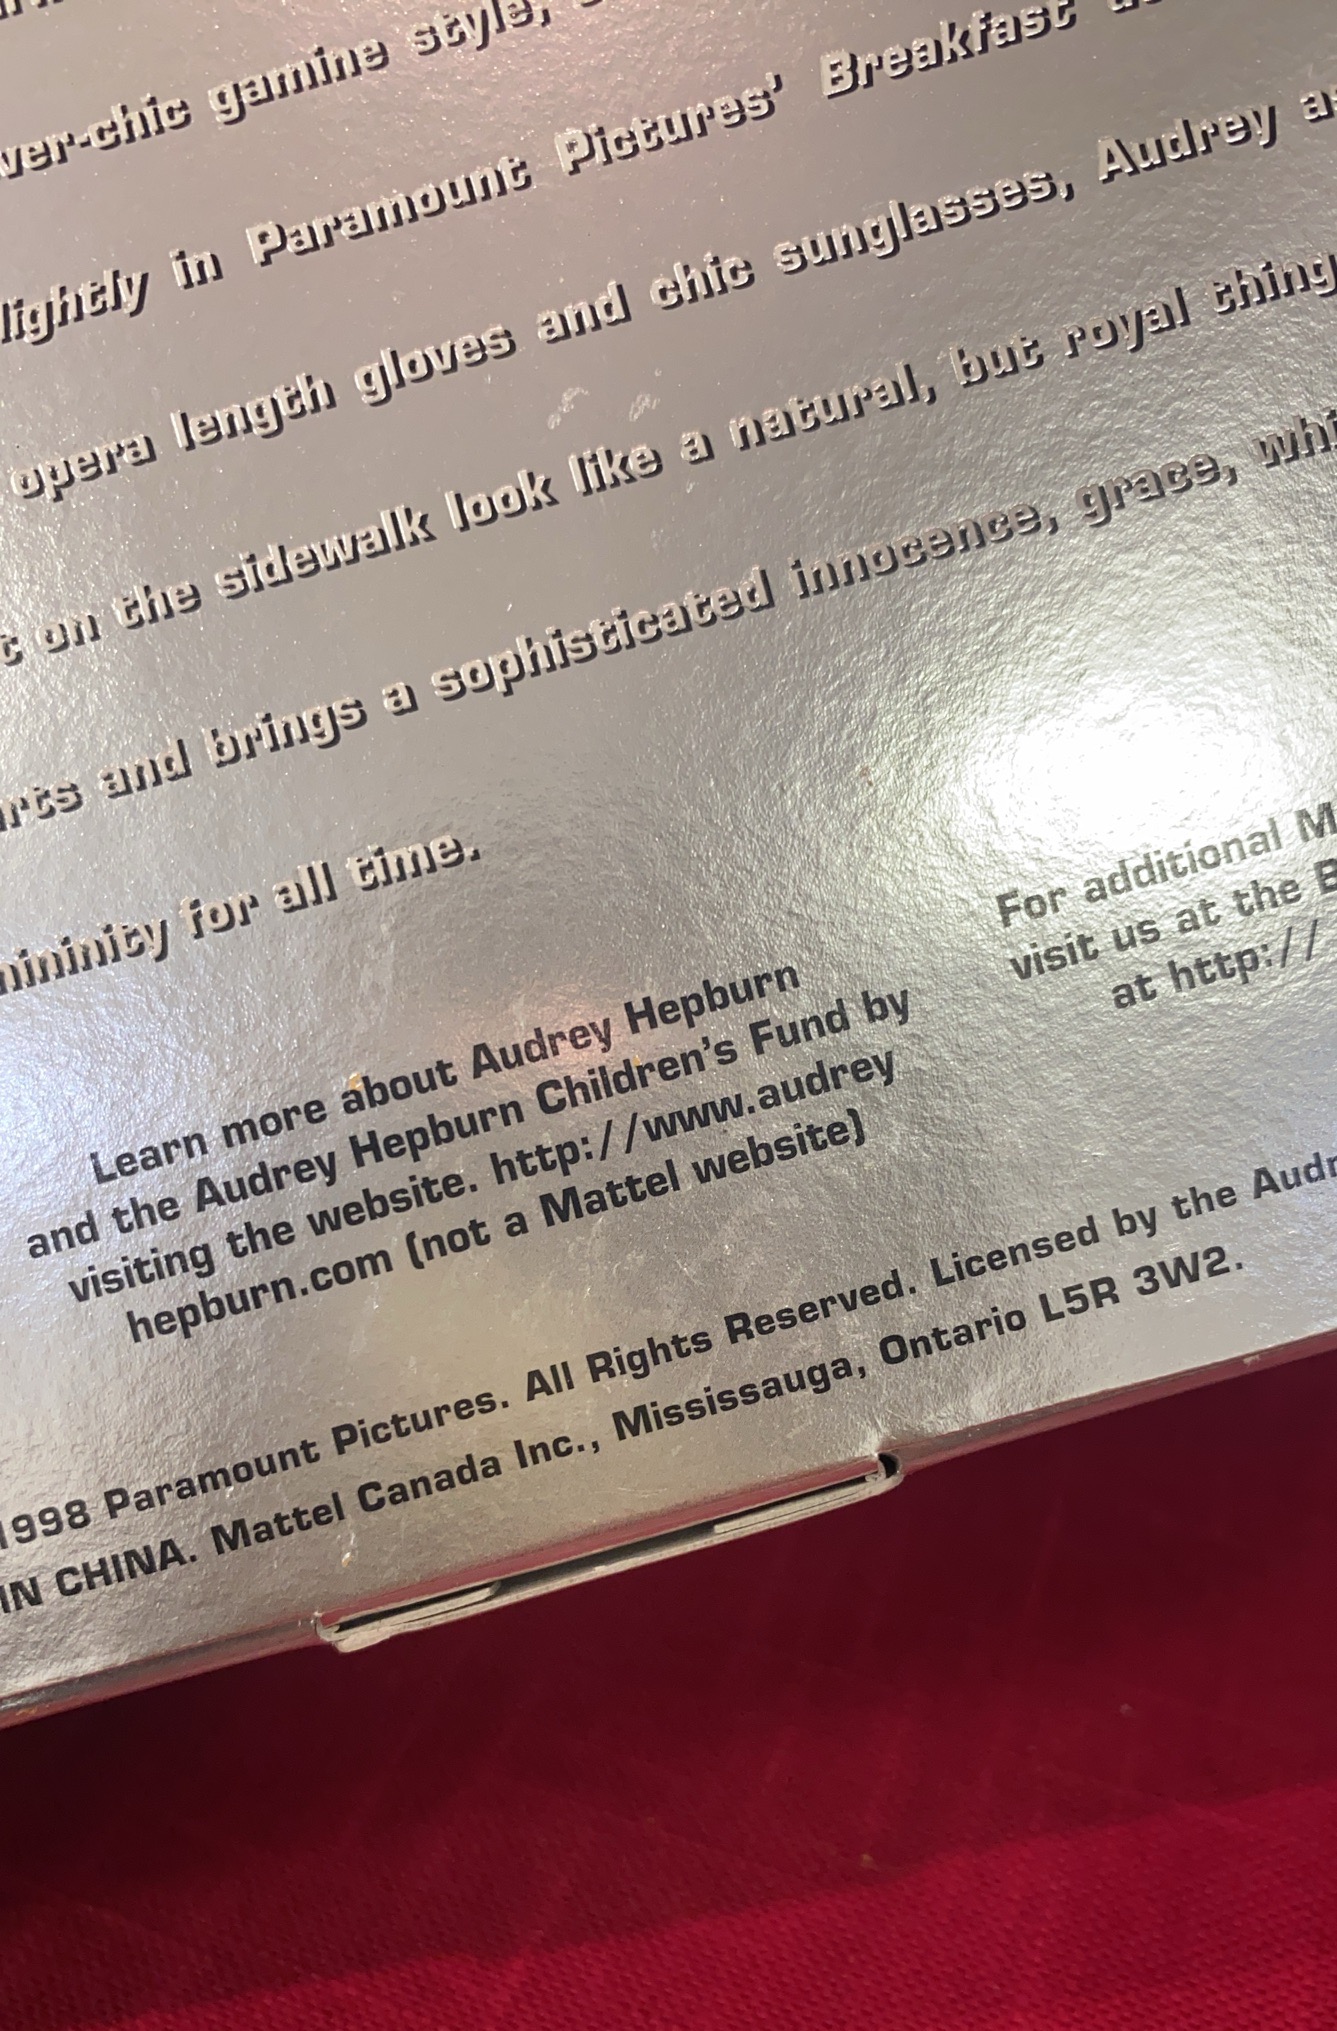 ver-chic gamine style,
lightly in Paramount Pictures' Breakfast
opera length gloves and chic sunglasses, Audrey
on the sidewalk look like a natural, but royal thing
rts and brings a sophisticated innocence, grace,
mininity for all time.
Learn more about Audrey Hepburn
and the Audrey Hepburn Children's Fund by
visiting the website. http://www.audrey
hepburn.com (not a Mattel website)
For additional M
visit us at the B
at http://
1998 Paramount Pictures. All Rights Reserved. Licensed by the Audr
IN CHINA. Mattel Canada Inc., Mississauga, Ontario L5R 3W2.